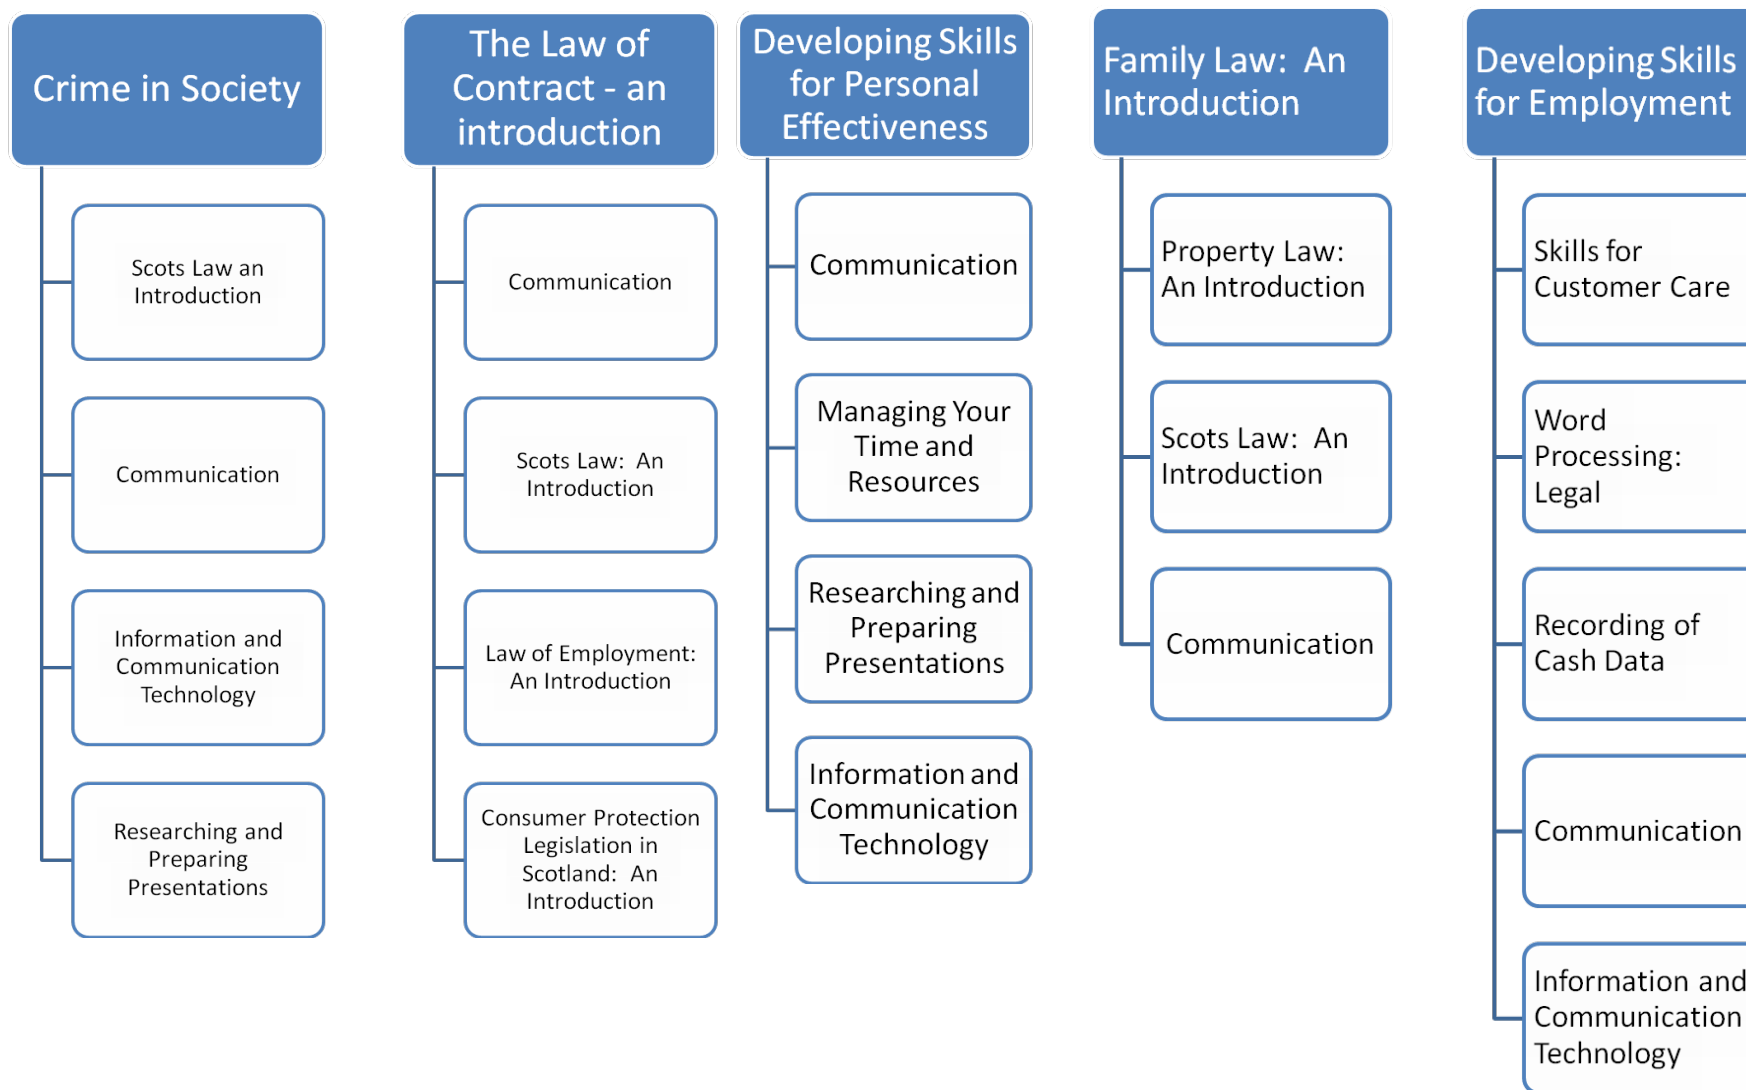 Crime in Society
Scots Law an
Introduction
Communication
Information and
Communication
Technology
Researching and
Preparing
Presentations
The Law of
Contract - an
introduction
Communication
Scots Law:  An
Introduction
Law of Employment:
An Introduction
Consumer Protection
Legislation in
Scotland:  An
Introduction
Developing Skills
for Personal
Effectiveness
Communication
Managing Your
Time and
Resources
Researching and
Preparing
Presentations
Information and
Communication
Technology
Family Law:  An
Introduction
Property Law:
An Introduction
Scots Law:  An
Introduction
Communication
Developing Skills
for Employment
Skills for
Customer Care
Word
Processing:
Legal
Recording of
Cash Data
Communication
Information and
Communication
Technology